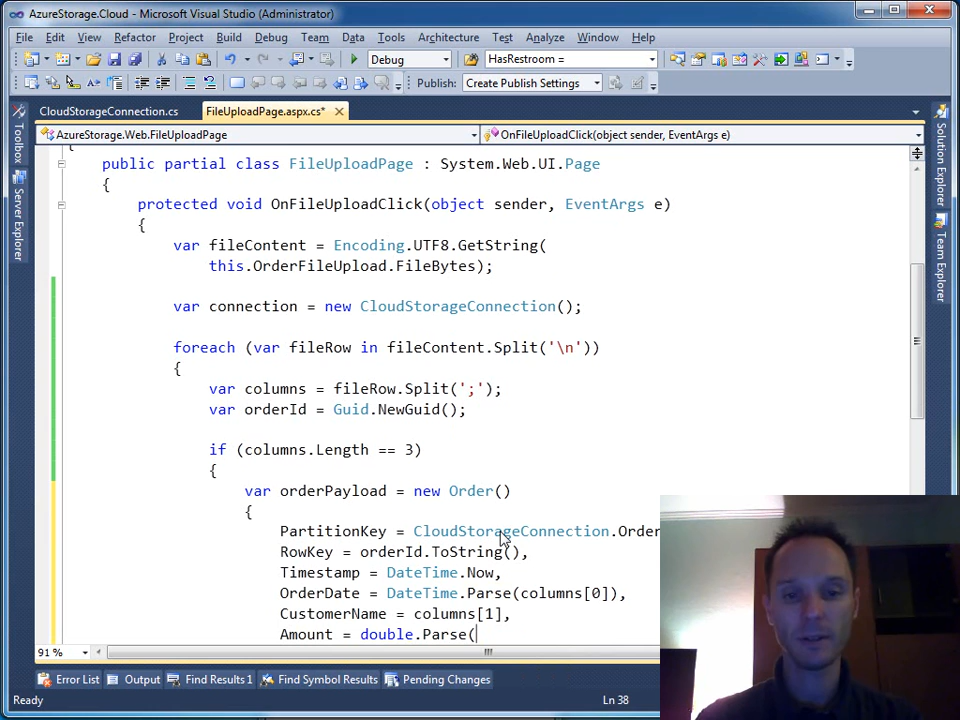 AzureStorage.Cloud - Microsoft Visual Studio (Administrator)
File Edit View Refactor Project Build Debug Team Data Tools Architecture Test Analyze Window Help
Debug HasRestroom =
Publish: Create Publish Settings
CloudStorageConnection.cs FileUploadPage.aspx.cs*
AzureStorage.Web.FileUploadPage OnFileUploadClick(object sender, EventArgs e)
Toolbox
Server Explorer
Solution Explorer
Team Explorer
{
public partial class FileUploadPage : System.Web.UI.Page
{
protected void OnFileUploadClick(object sender, EventArgs e)
{
var fileContent = Encoding.UTF8.GetString(
this.OrderFileUpload.FileBytes);
var connection = new CloudStorageConnection();
foreach (var fileRow in fileContent.Split('\n'))
{
var columns = fileRow.Split(';');
var orderId = Guid.NewGuid();
if (columns.Length == 3)
{
var orderPayload = new Order()
{
PartitionKey = CloudStorageConnection.Order
RowKey = orderId.ToString(),
Timestamp = DateTime.Now,
OrderDate = DateTime.Parse(columns[0]),
CustomerName = columns[1],
Amount = double.Parse(
91 %
Error List Output Find Results 1 Find Symbol Results Pending Changes
Ready Ln 38